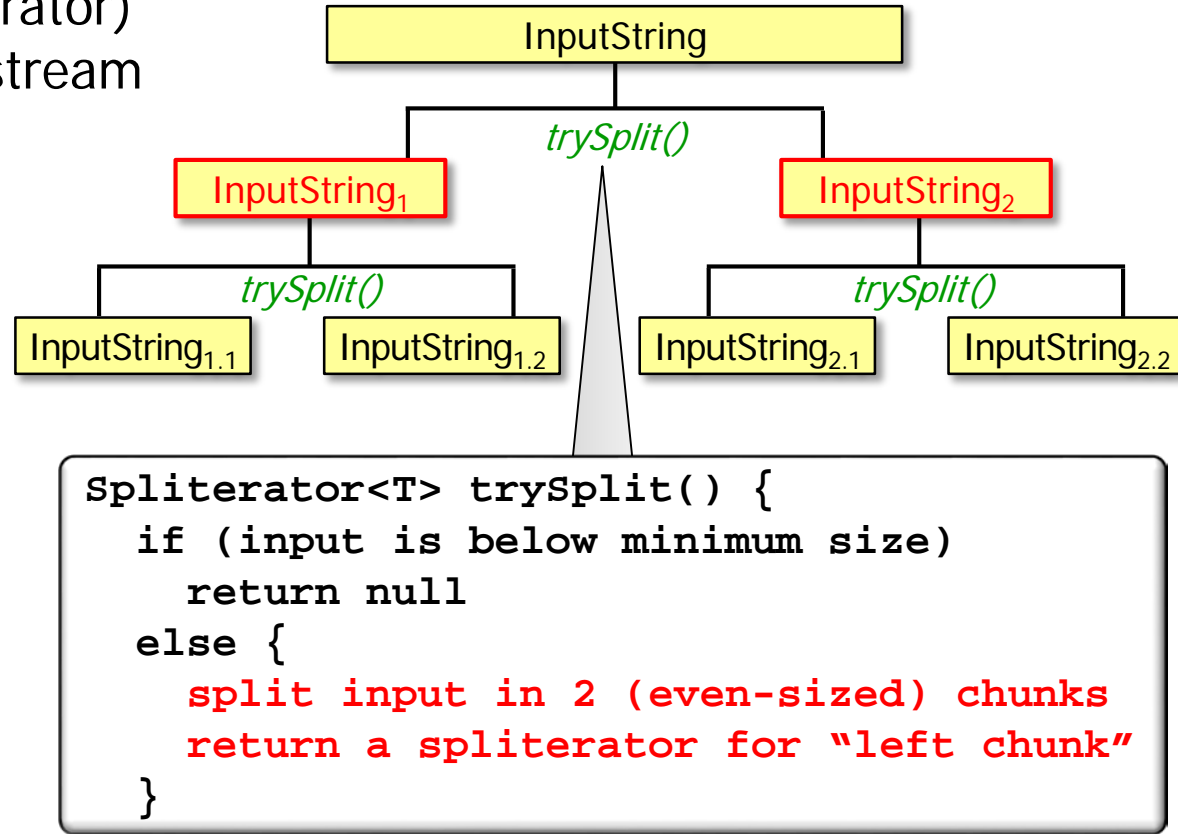 rator)
stream
InputString
trySplit()
InputString₁ InputString₂
trySplit() trySplit()
InputString₁.₁ InputString₁.₂ InputString₂.₁ InputString₂.₂
Spliterator<T> trySplit() {
  if (input is below minimum size)
    return null
  else {
    split input in 2 (even-sized) chunks
    return a spliterator for “left chunk”
  }